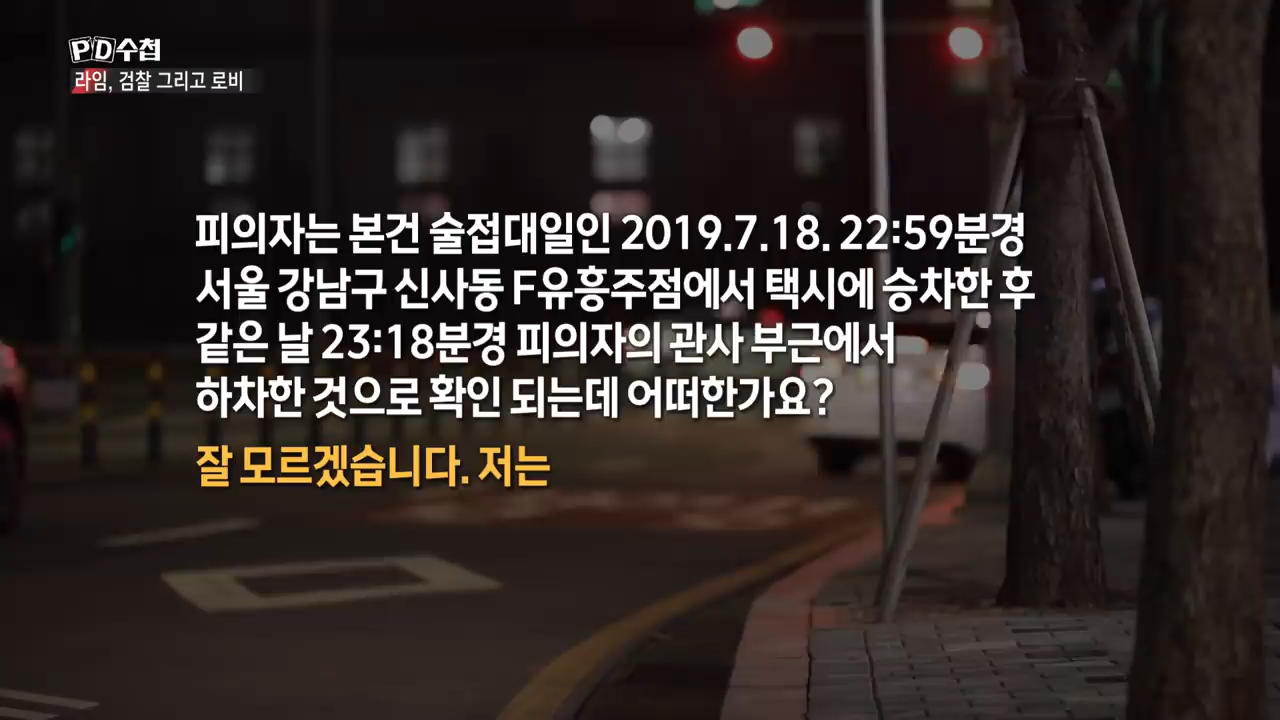 PD수첩
라임, 검찰 그리고 로비
피의자는 본건 술접대일인 2019.7.18. 22:59분경
서울 강남구 신사동 F유흥주점에서 택시에 승차한 후
같은 날 23:18분경 피의자의 관사 부근에서
하차한 것으로 확인 되는데 어떠한가요?
잘 모르겠습니다. 저는